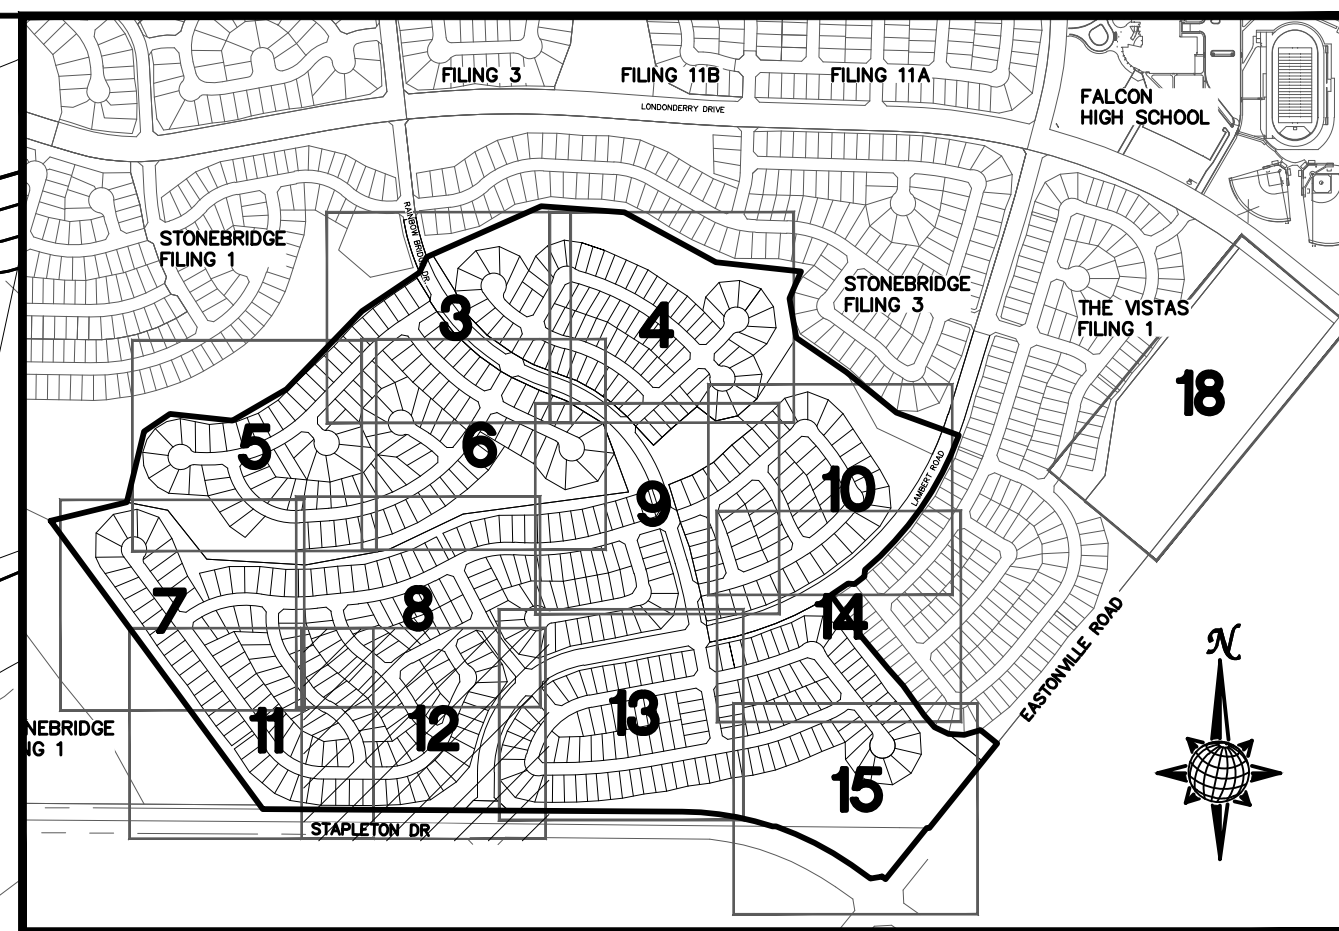 FILING 3
FILING 11B
FILING 11A
LONDONDERRY DRIVE
FALCON
HIGH SCHOOL
RAINBOW BRIDGE DR.
STONEBRIDGE
FILING 1
STONEBRIDGE
FILING 3
THE VISTAS
FILING 1
3
4
18
5
6
9
10
LAMBERT ROAD
7
8
14
EASTONVILLE ROAD
N
NEBRIDGE
NG 1
11
12
13
15
STAPLETON DR